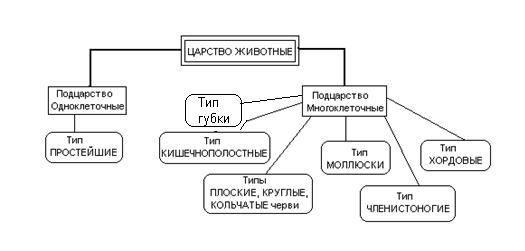 ЦАРСТВО ЖИВОТНЫЕ
Подцарство
Одноклеточные
Тип
ПРОСТЕЙШИЕ
Тип
губки
Подцарство
Многоклеточные
Тип
КИШЕЧНОПОЛОСТНЫЕ
Типы
ПЛОСКИЕ, КРУГЛЫЕ,
КОЛЬЧАТЫЕ черви
Тип
МОЛЛЮСКИ
Тип
ЧЛЕНИСТОНОГИЕ
Тип
ХОРДОВЫЕ